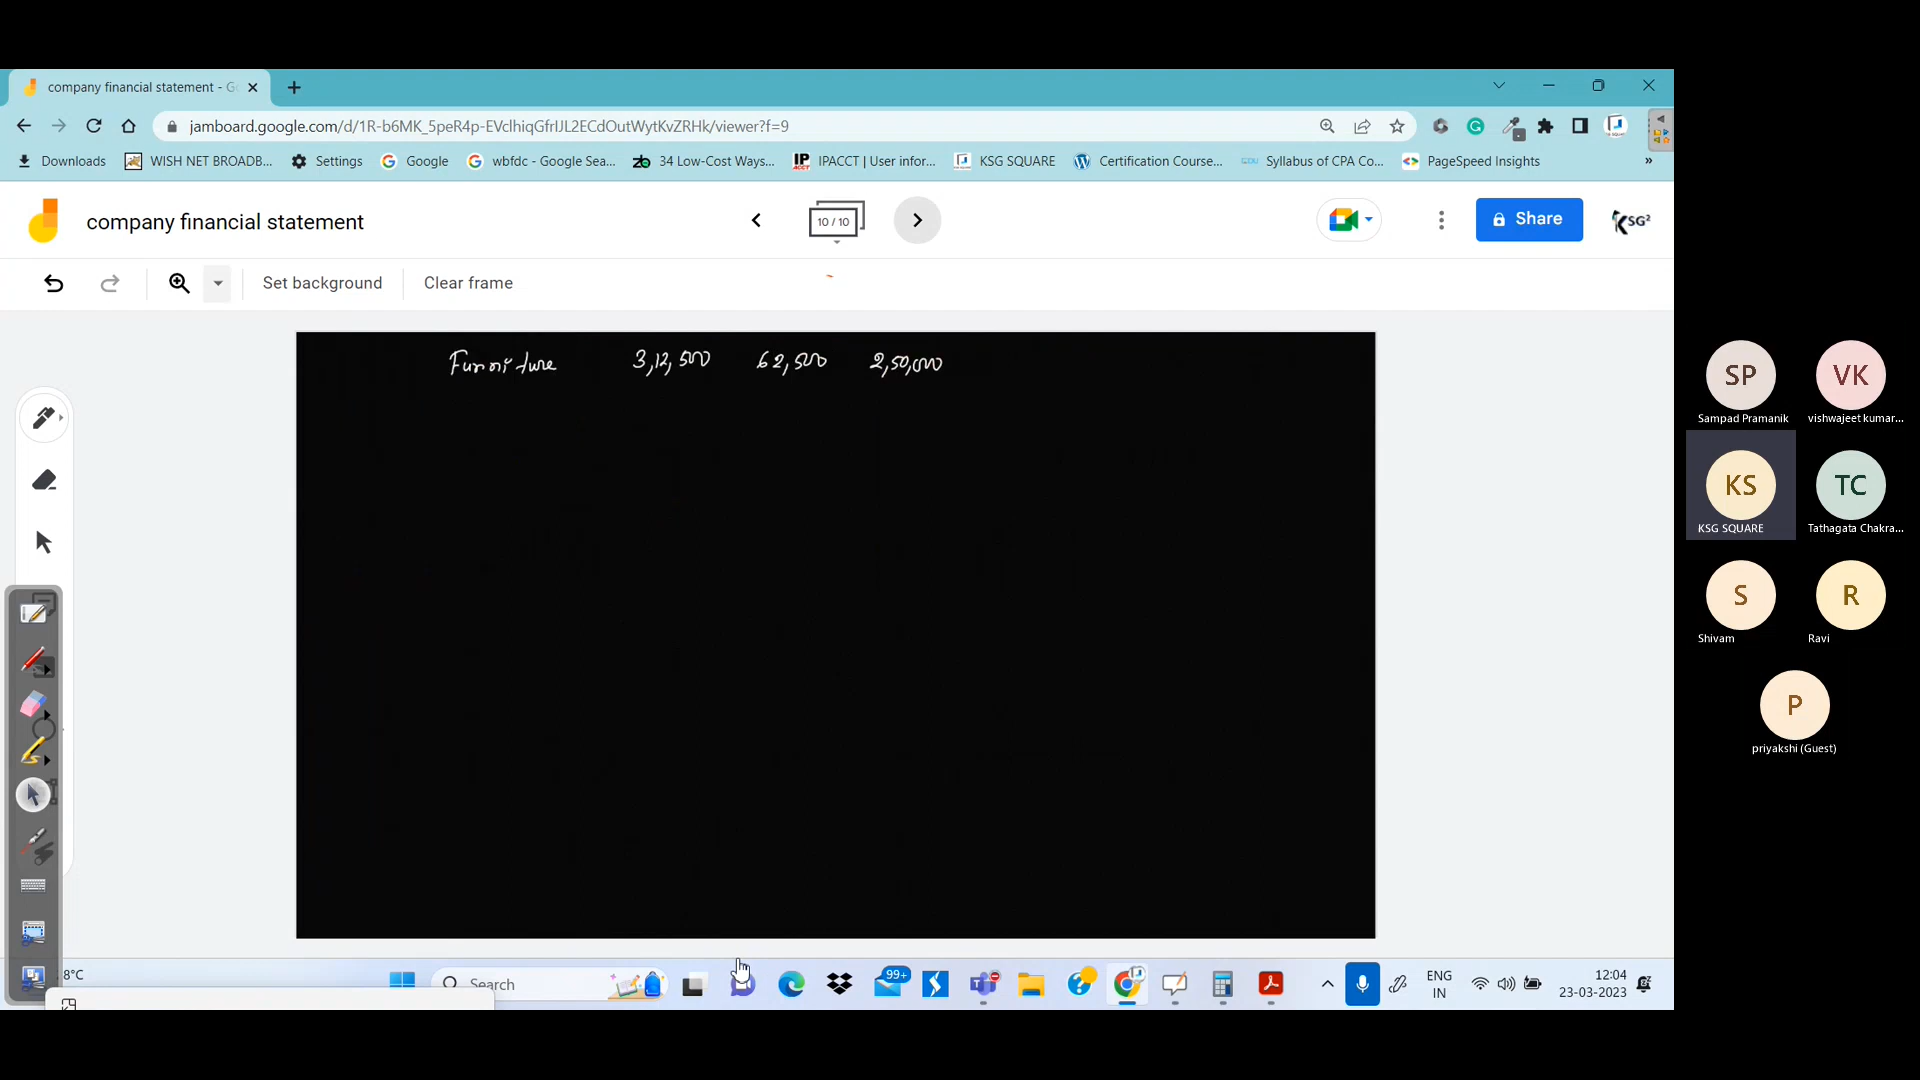 company financial statement - G
jamboard.google.com/d/1R-b6MK_5peR4p-EVclhiqGfrIJL2ECdOutWytKvZRHk/viewer?f=9
Downloads WISH NET BROADB... Settings Google wbfdc - Google Sea... 34 Low-Cost Ways... IPACCT | User infor... KSG SQUARE Certification Course... Syllabus of CPA Co... PageSpeed Insights »
company financial statement
10 / 10
Share
KSG²
Set background Clear frame
Furniture 3,12,500 62,500 2,50,000
SP
Sampad Pramanik
VK
vishwajeet kumar...
KS
KSG SQUARE
TC
Tathagata Chakra...
S
Shivam
R
Ravi
P
priyakshi (Guest)
8°C
Search
99+
ENG
IN
12:04
23-03-2023